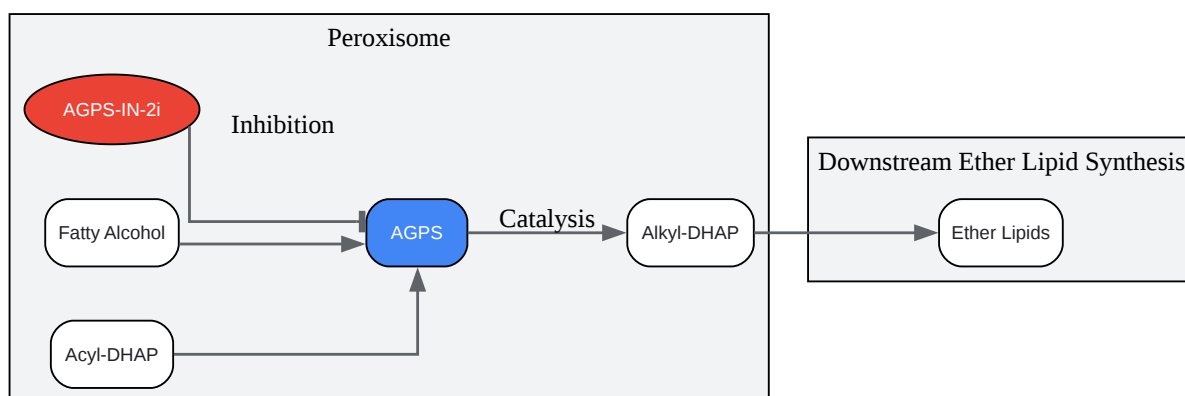 Peroxisome
AGPS-IN-2i
Inhibition
Downstream Ether Lipid Synthesis
Fatty Alcohol
AGPS
Catalysis
Alkyl-DHAP
Ether Lipids
Acyl-DHAP